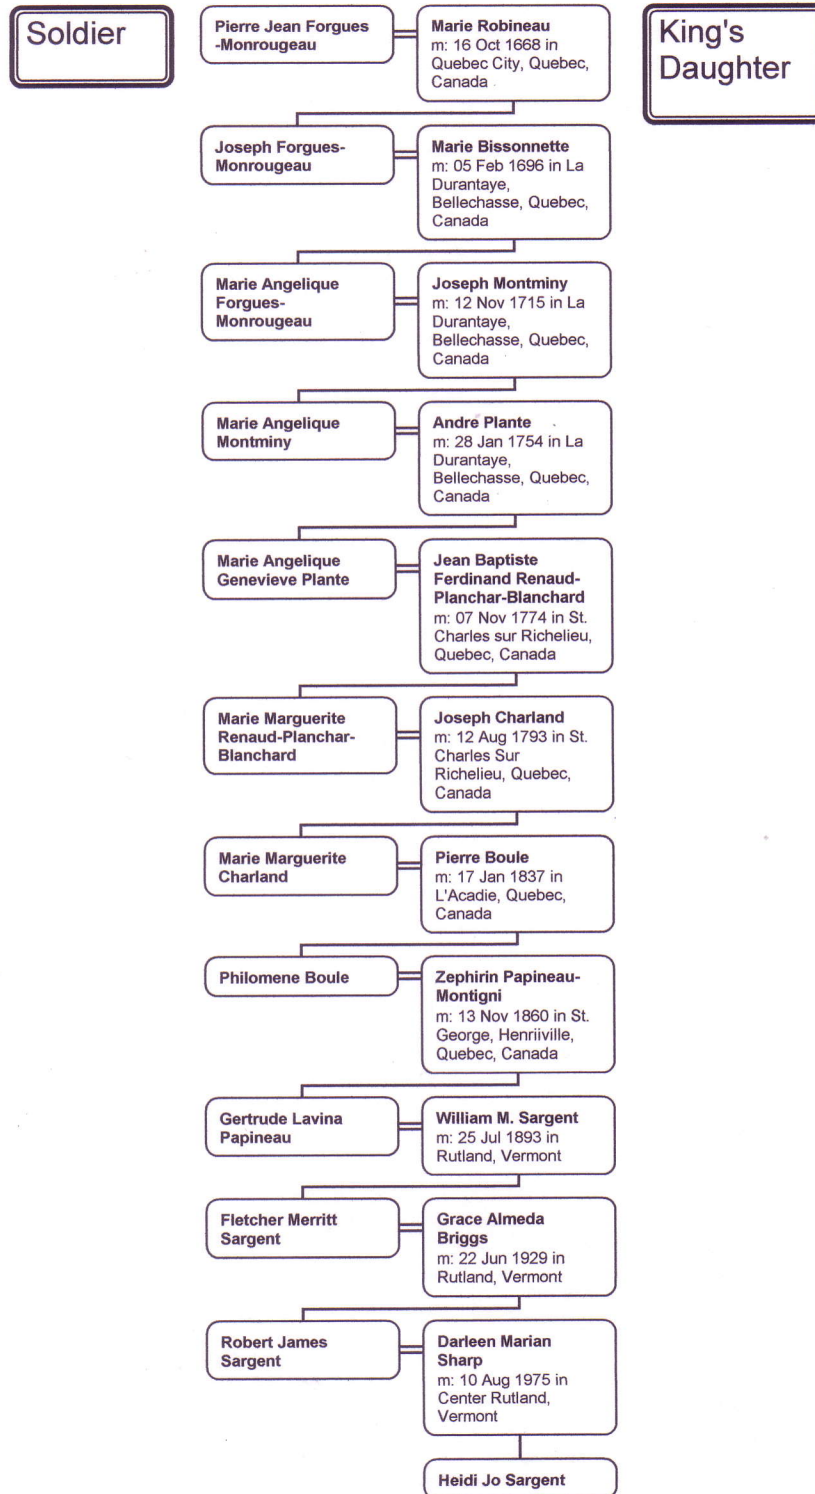 Soldier
Pierre Jean Forgues
-Monrougeau
Marie Robineau
m: 16 Oct 1668 in
Quebec City, Quebec,
Canada
King's
Daughter
Joseph Forgues-
Monrougeau
Marie Bissonnette
m: 05 Feb 1696 in La
Durantaye,
Bellechasse, Quebec,
Canada
Marie Angelique
Forgues-
Monrougeau
Joseph Montminy
m: 12 Nov 1715 in La
Durantaye,
Bellechasse, Quebec,
Canada
Marie Angelique
Montminy
Andre Plante
m: 28 Jan 1754 in La
Durantaye,
Bellechasse, Quebec,
Canada
Marie Angelique
Genevieve Plante
Jean Baptiste
Ferdinand Renaud-
Planchar-Blanchard
m: 07 Nov 1774 in St.
Charles sur Richelieu,
Quebec, Canada
Marie Marguerite
Renaud-Planchar-
Blanchard
Joseph Charland
m: 12 Aug 1793 in St.
Charles Sur
Richelieu, Quebec,
Canada
Marie Marguerite
Charland
Pierre Boule
m: 17 Jan 1837 in
L'Acadie, Quebec,
Canada
Philomene Boule
Zephirin Papineau-
Montigni
m: 13 Nov 1860 in St.
George, Henriiville,
Quebec, Canada
Gertrude Lavina
Papineau
William M. Sargent
m: 25 Jul 1893 in
Rutland, Vermont
Fletcher Merritt
Sargent
Grace Almeda
Briggs
m: 22 Jun 1929 in
Rutland, Vermont
Robert James
Sargent
Darleen Marian
Sharp
m: 10 Aug 1975 in
Center Rutland,
Vermont
Heidi Jo Sargent